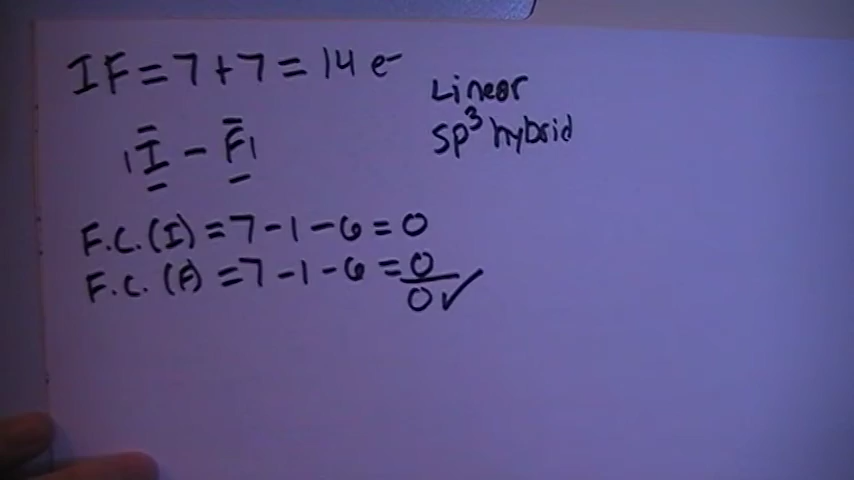 IF = 7 + 7 = 14 e-
Linear
sp³ hybrid
|I - F|
F.C. (I) = 7 - 1 - 6 = 0
F.C. (F) = 7 - 1 - 6 = 0
0 ✓